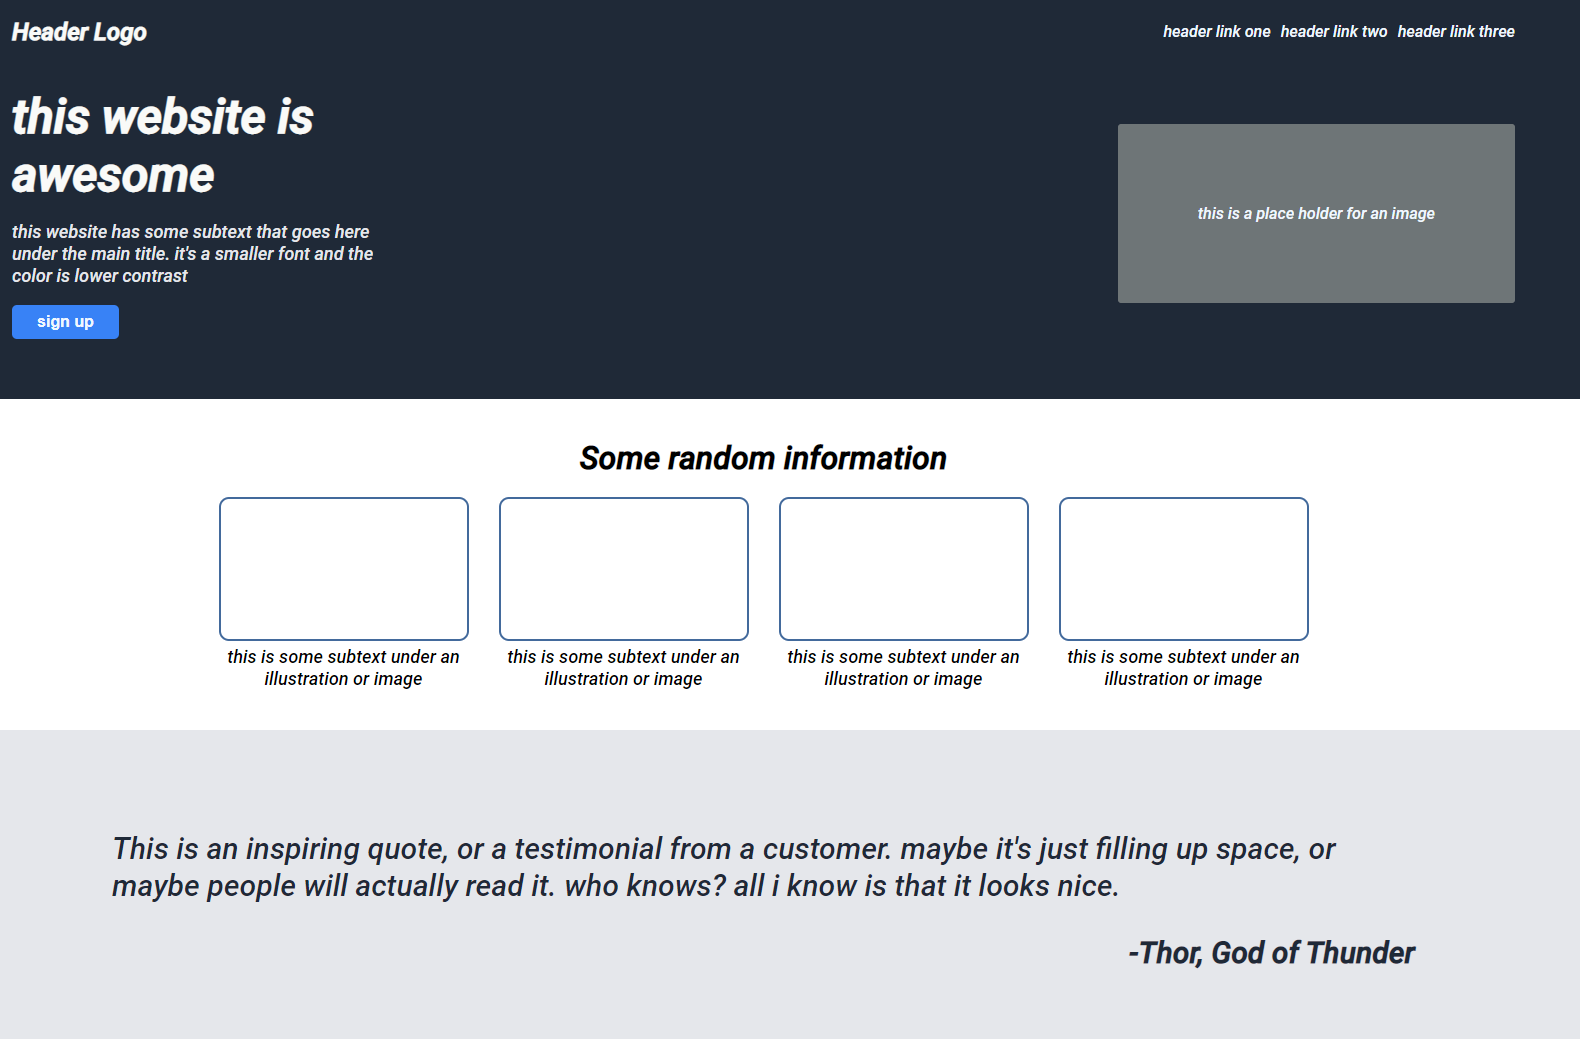 Header Logo
header link one header link two header link three
this website is
awesome
this website has some subtext that goes here
under the main title. it's a smaller font and the
color is lower contrast
sign up
this is a place holder for an image
Some random information
this is some subtext under an
illustration or image
this is some subtext under an
illustration or image
this is some subtext under an
illustration or image
this is some subtext under an
illustration or image
This is an inspiring quote, or a testimonial from a customer. maybe it's just filling up space, or
maybe people will actually read it. who knows? all i know is that it looks nice.
-Thor, God of Thunder